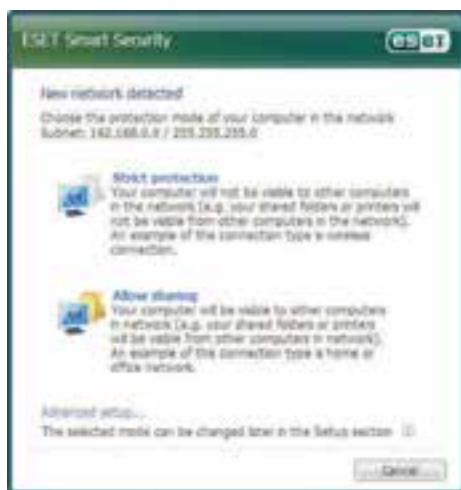 ESET Smart Security
eset
New network detected
Choose the protection mode of your computer in the network
Subnet: 192.168.0.0 / 255.255.255.0
Strict protection
Your computer will not be visible to other computers
in the network (e.g. your shared folders or printers will
not be visible from other computers in the network).
An example of the connection type is wireless
connection.
Allow sharing
Your computer will be visible to other computers
in network (e.g. your shared folders or printers
will be visible from other computers in network).
An example of the connection type is home or
office network.
Advanced setup...
The selected mode can be changed later in the Setup section
Cancel